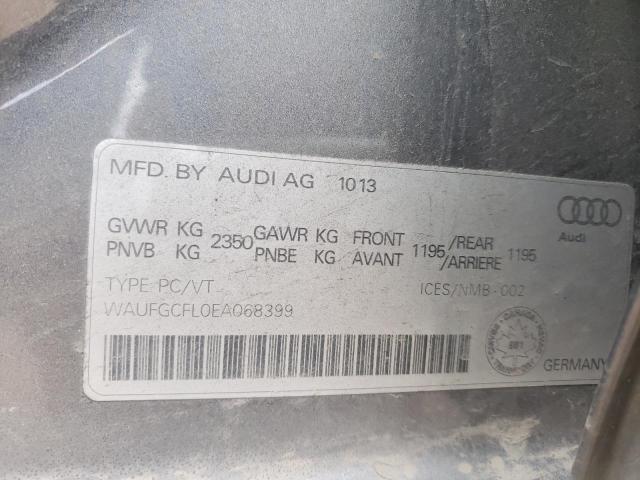 MFD. BY AUDI AG 1013
GVWR KG 2350 GAWR KG FRONT 1195 /REAR 1195
PNVB KG PNBE KG AVANT /ARRIERE
Audi
TYPE PC/VT ICES/NMB-002
WAUFGCFL0EA068399
CANADA
GERMANY